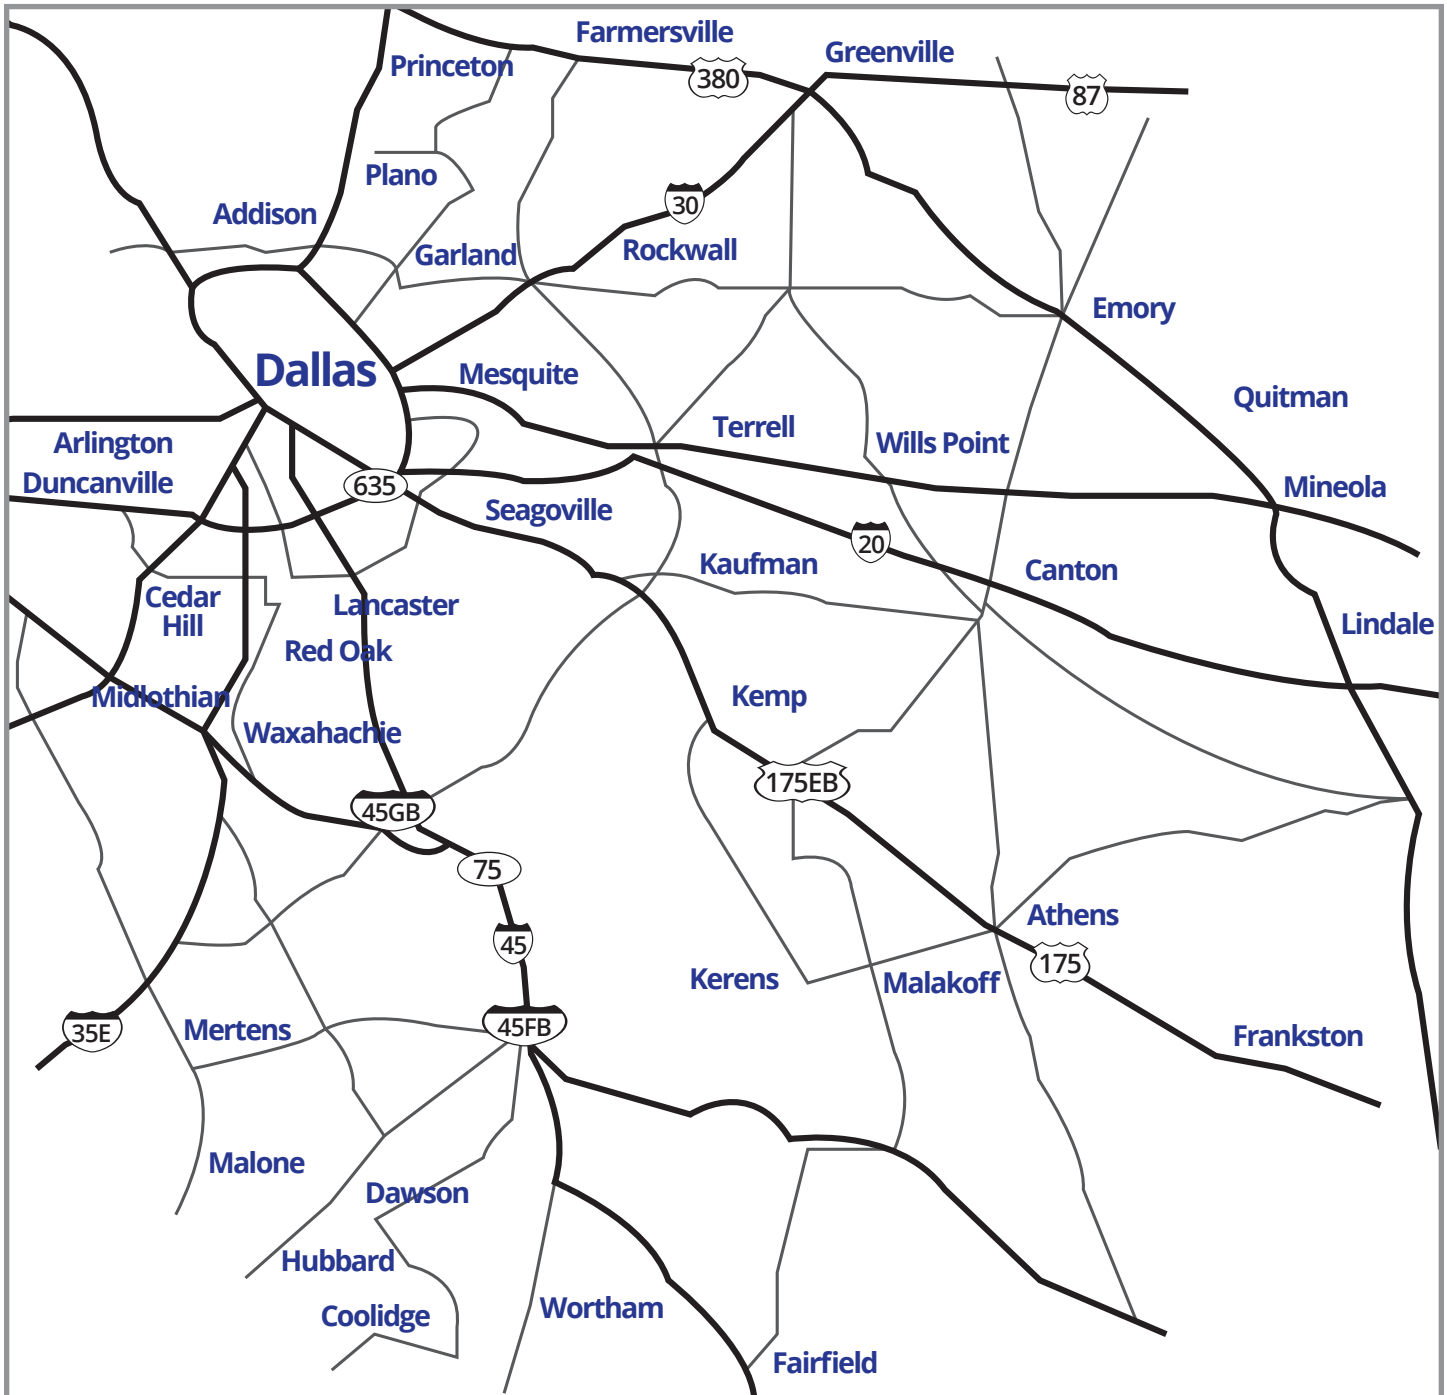 Farmersville
Greenville
Princeton
380
87
Plano
30
Addison
Rockwall
Garland
Emory
Dallas
Mesquite
Quitman
Terrell
Wills Point
Arlington
Duncanville
635
Mineola
Seagoville
20
Kaufman
Canton
Cedar
Hill
Lancaster
Lindale
Red Oak
Midlothian
Kemp
Waxahachie
175EB
45GB
75
Athens
45
175
Kerens
Malakoff
35E
Mertens
45FB
Frankston
Malone
Dawson
Hubbard
Wortham
Coolidge
Fairfield